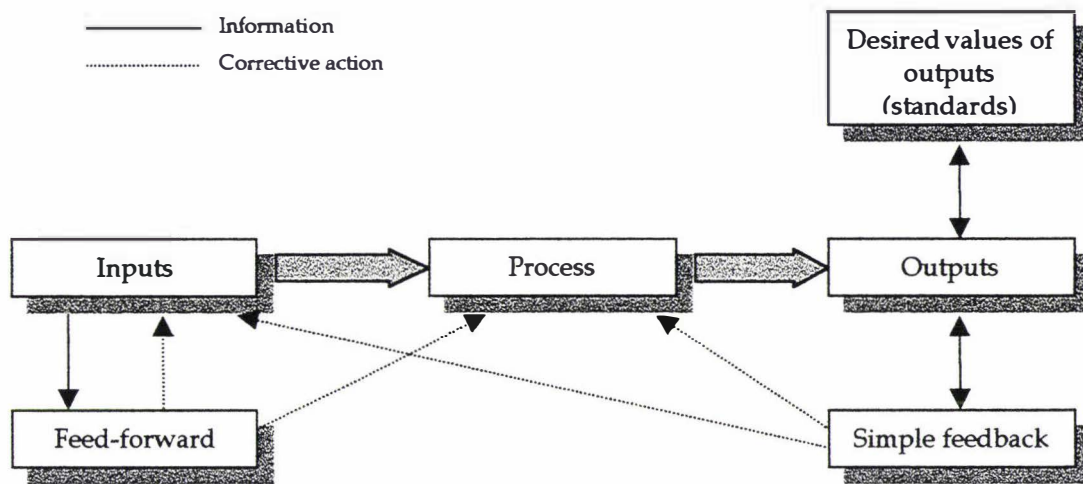 Information
Corrective action
Desired values of
outputs
(standards)
Inputs
Process
Outputs
Feed-forward
Simple feedback